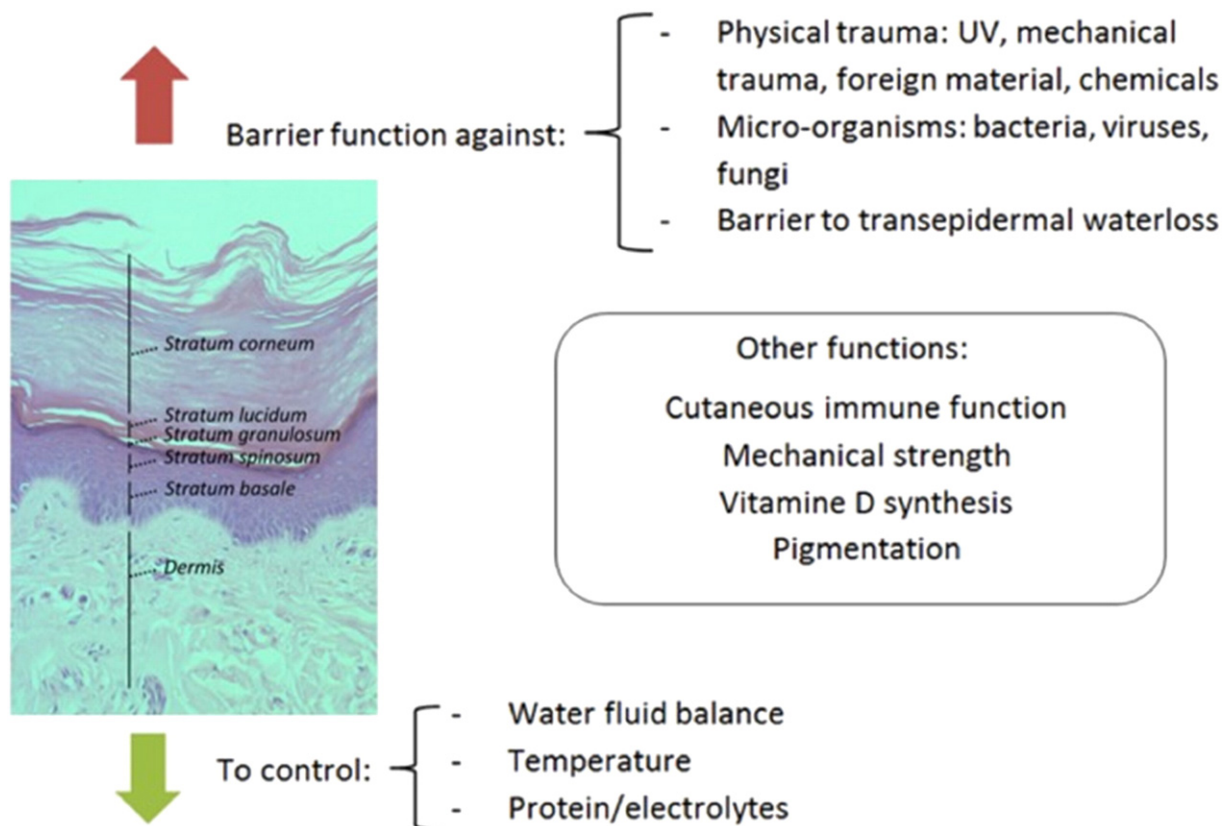 Barrier function against:
- Physical trauma: UV, mechanical
trauma, foreign material, chemicals
- Micro-organisms: bacteria, viruses,
fungi
- Barrier to transepidermal waterloss
Stratum corneum
Stratum lucidum
Stratum granulosum
Stratum spinosum
Stratum basale
Dermis
Other functions:
Cutaneous immune function
Mechanical strength
Vitamine D synthesis
Pigmentation
To control:
- Water fluid balance
- Temperature
- Protein/electrolytes